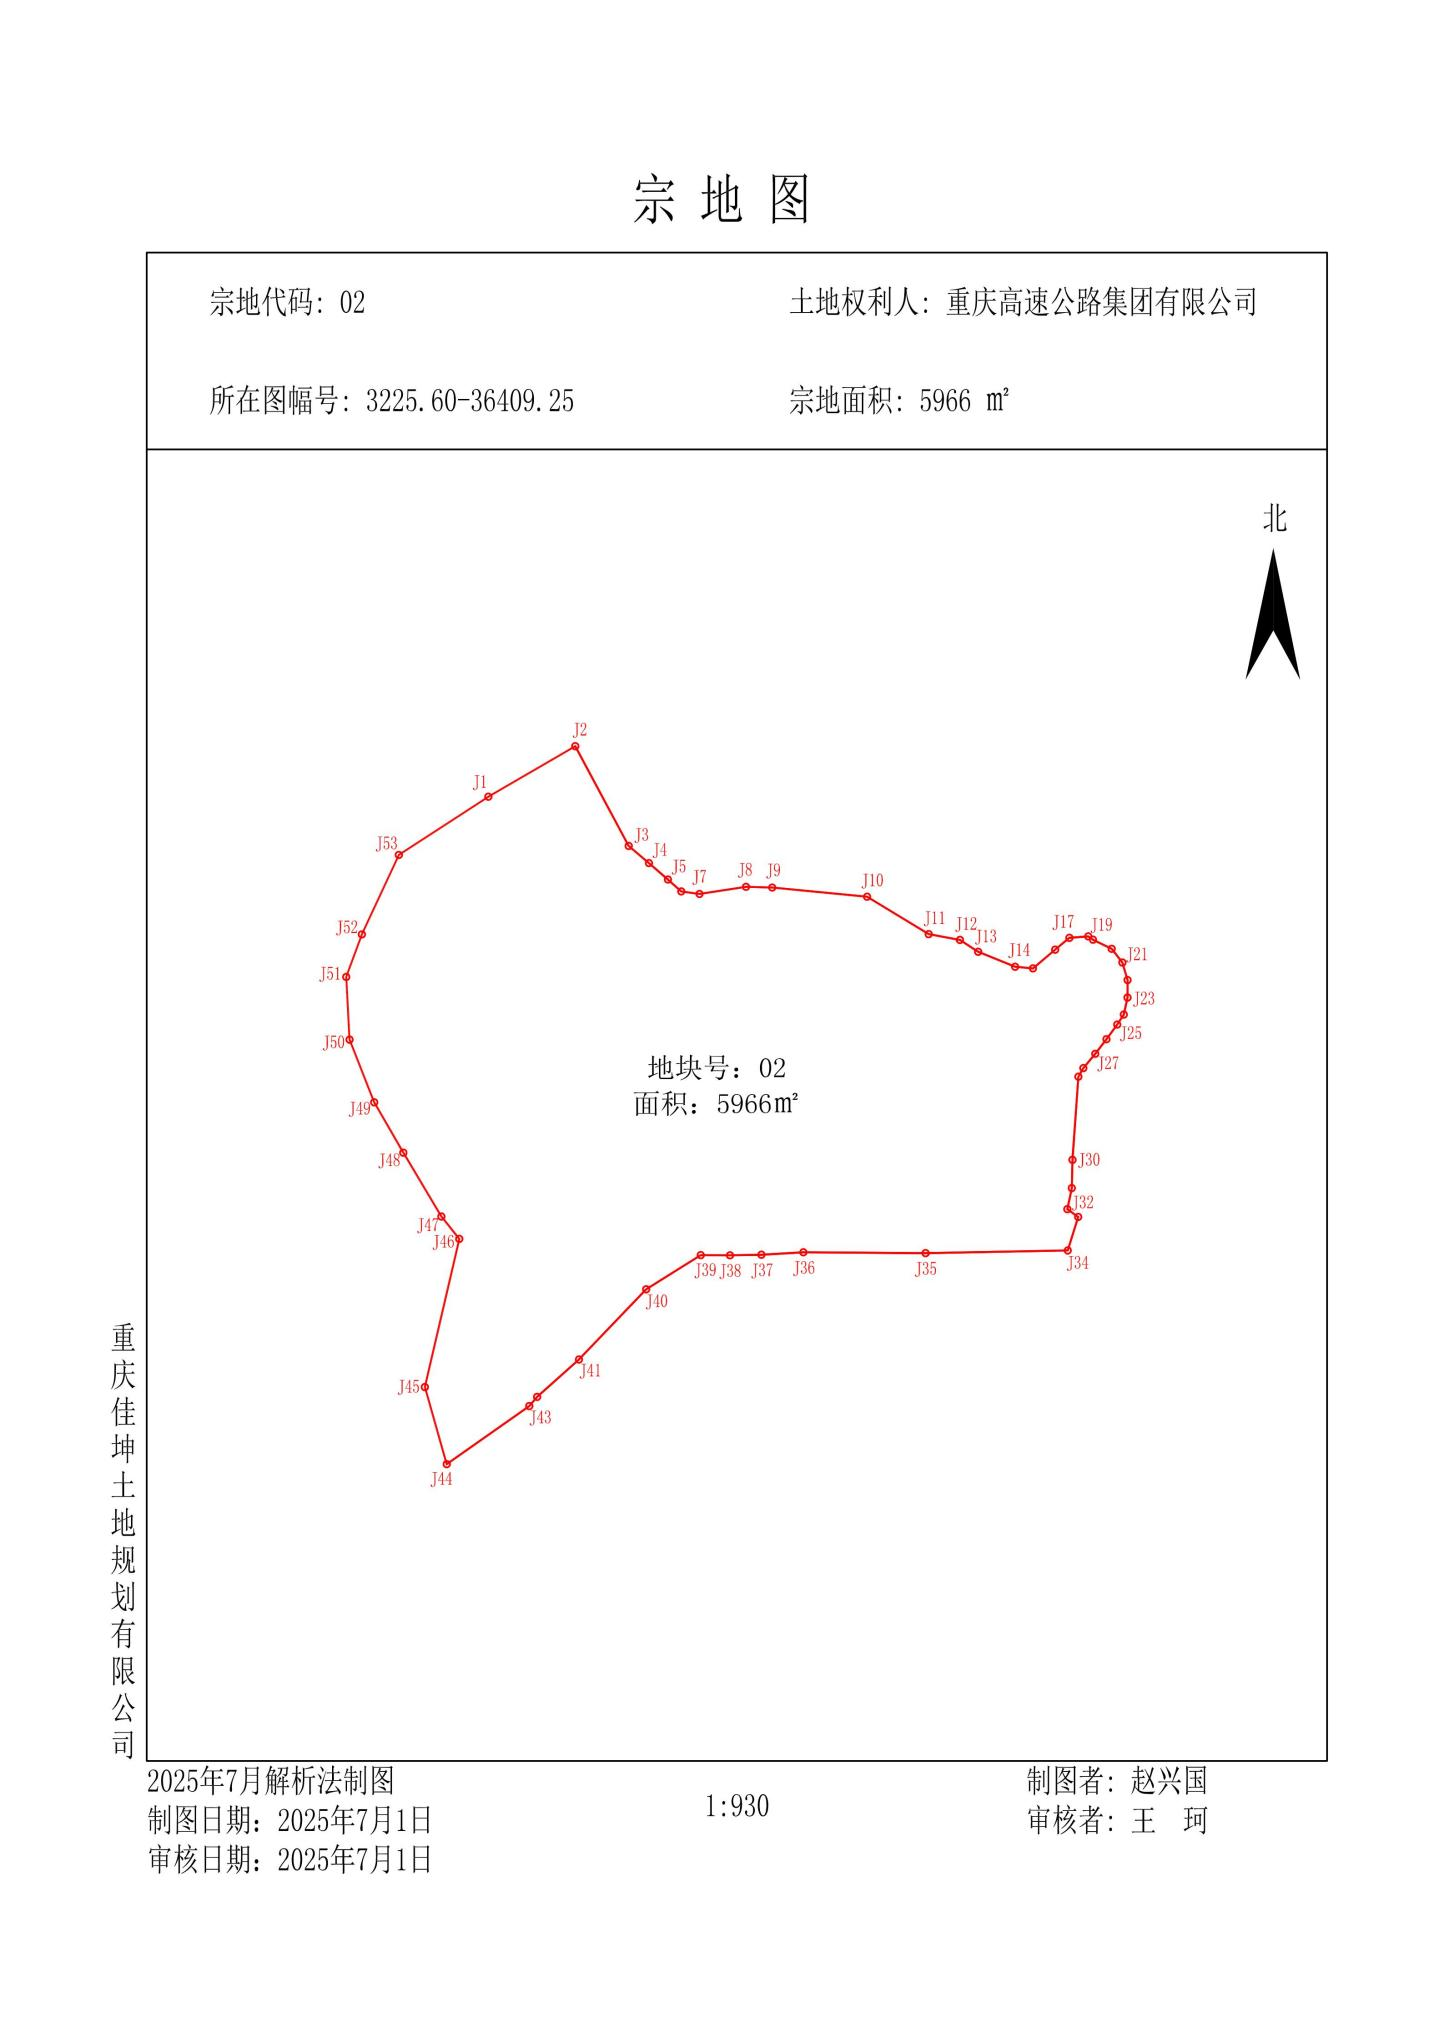 宗 地 图
宗地代码: 02
土地权利人: 重庆高速公路集团有限公司
所在图幅号: 3225.60-36409.25
宗地面积: 5966 ㎡
北
J2
J1
J3
J53
J4
J5
J7
J8
J9
J10
J11
J12
J13
J14
J17
J19
J21
J52
J51
J23
J25
J50
J27
地块号：02
面积：5966㎡
J49
J48
J30
J32
J47
J46
J34
J35
J36
J37
J38
J39
J40
J41
J45
J43
J44
重庆佳坤土地规划有限公司
2025年7月解析法制图
制图日期：2025年7月1日
审核日期：2025年7月1日
1:930
制图者: 赵兴国
审核者: 王　珂